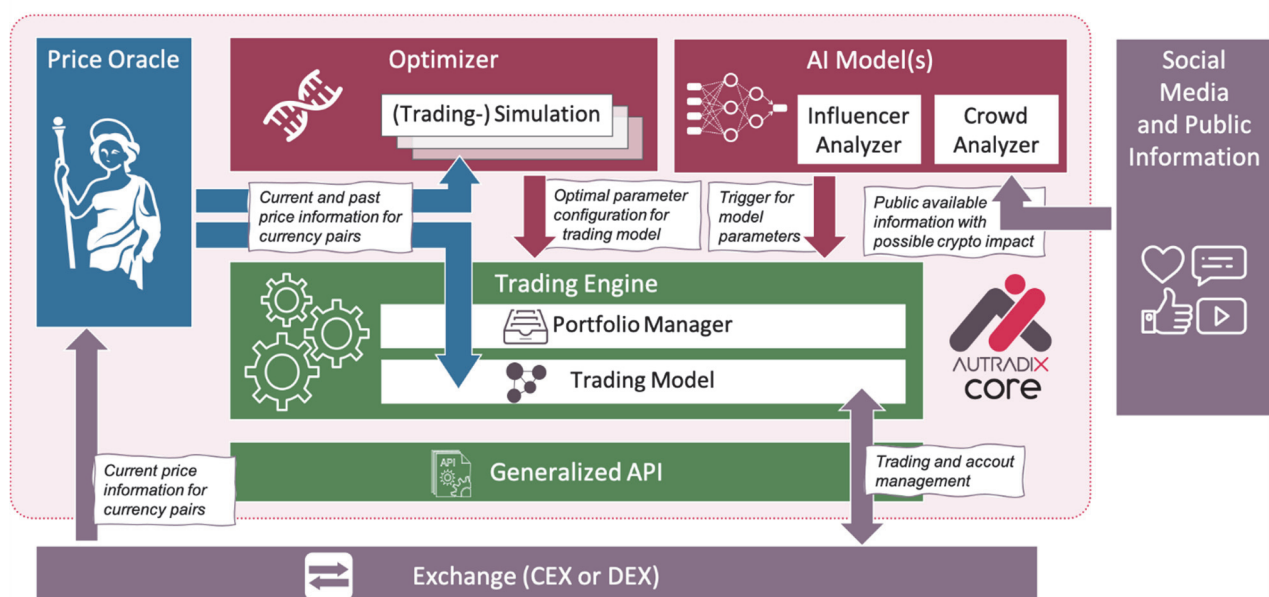 Price Oracle
Optimizer
(Trading-) Simulation
AI Model(s)
Influencer
Analyzer
Crowd
Analyzer
Social
Media
and Public
Information
Current and past
price information for
currency pairs
Optimal parameter
configuration for
trading model
Trigger for
model
parameters
Public available
information with
possible crypto impact
Trading Engine
Portfolio Manager
Trading Model
AUTRADIX
core
Current price
information for
currency pairs
API
Generalized API
Trading and accout
management
Exchange (CEX or DEX)